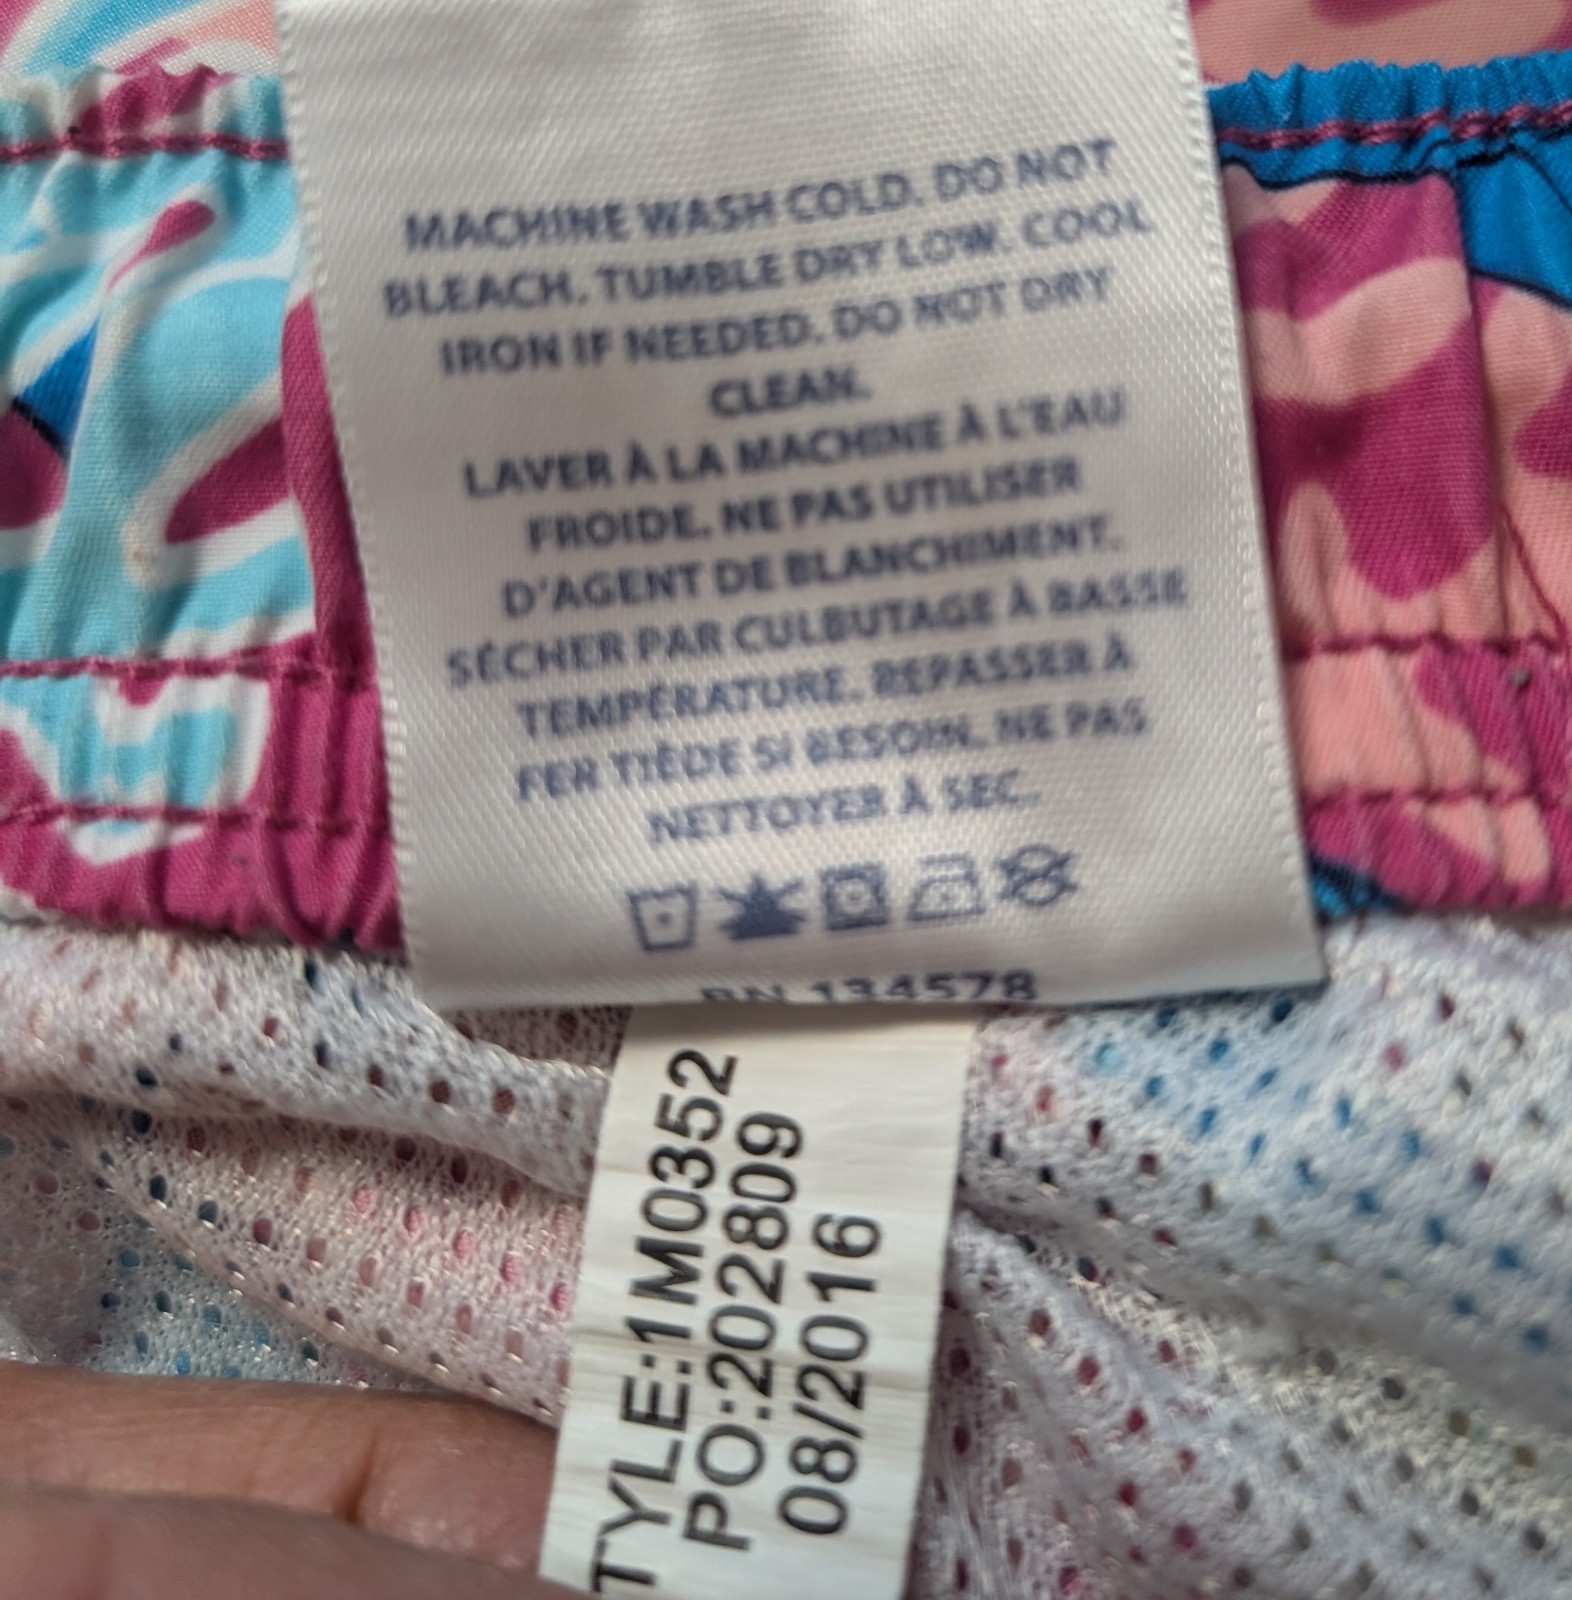 MACHINE WASH COLD. DO NOT
BLEACH. TUMBLE DRY LOW. COOL
IRON IF NEEDED. DO NOT DRY
CLEAN.
LAVER À LA MACHINE À L'EAU
FROIDE. NE PAS UTILISER
D'AGENT DE BLANCHIMENT.
SÉCHER PAR CULBUTAGE À BASSE
TEMPÉRATURE. REPASSER À
FER TIÈDE SI BESOIN. NE PAS
NETTOYER À SEC.
RN 134578
TYLE:1M0352
PO:202809
08/2016